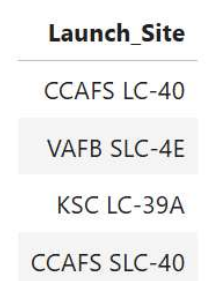 Launch_Site
CCAFS LC-40
VAFB SLC-4E
KSC LC-39A
CCAFS SLC-40